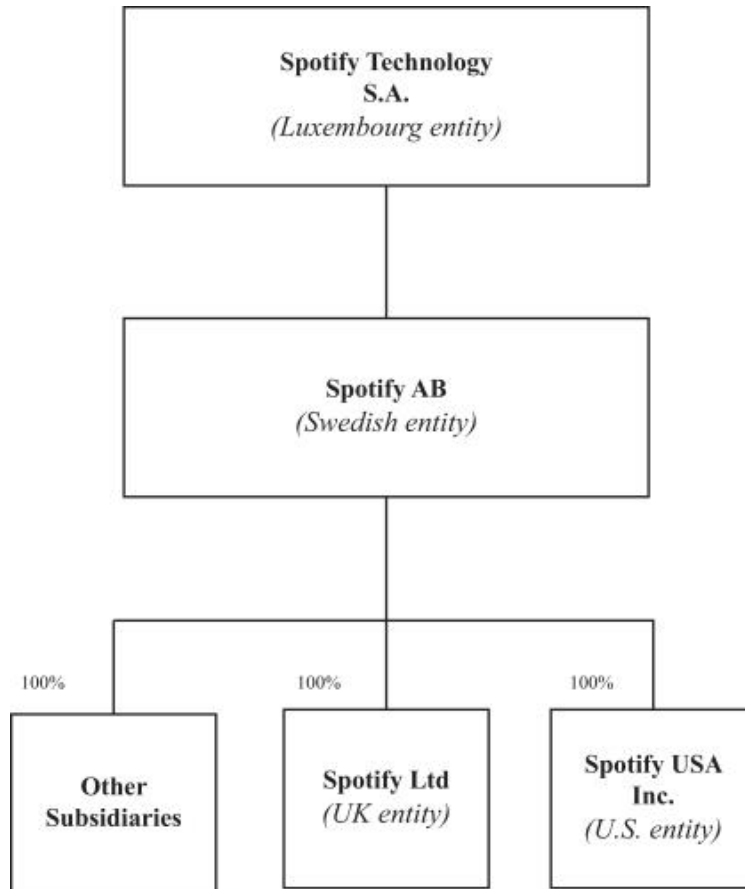 Spotify Technology
S.A.
(Luxembourg entity)
Spotify AB
(Swedish entity)
100%
100%
100%
Other
Subsidiaries
Spotify Ltd
(UK entity)
Spotify USA
Inc.
(U.S. entity)